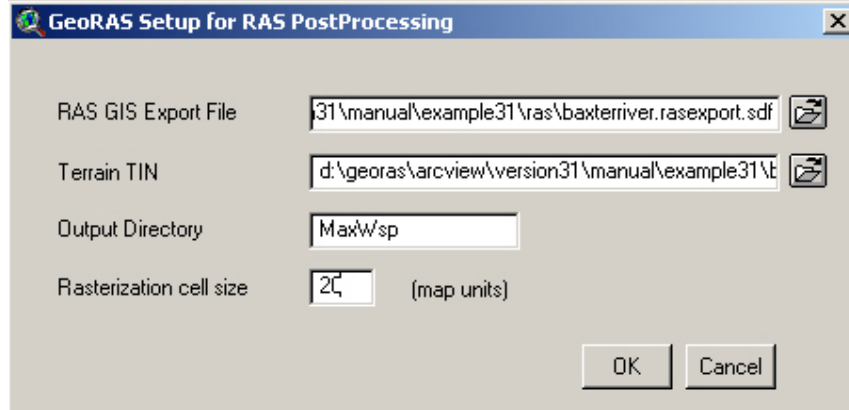 GeoRAS Setup for RAS PostProcessing
RAS GIS Export File 31\manual\example31\ras\baxterriver.rasexport.sdf
Terrain TIN d:\georas\arcview\version31\manual\example31\b
Output Directory MaxWsp
Rasterization cell size 20 (map units)
OK Cancel